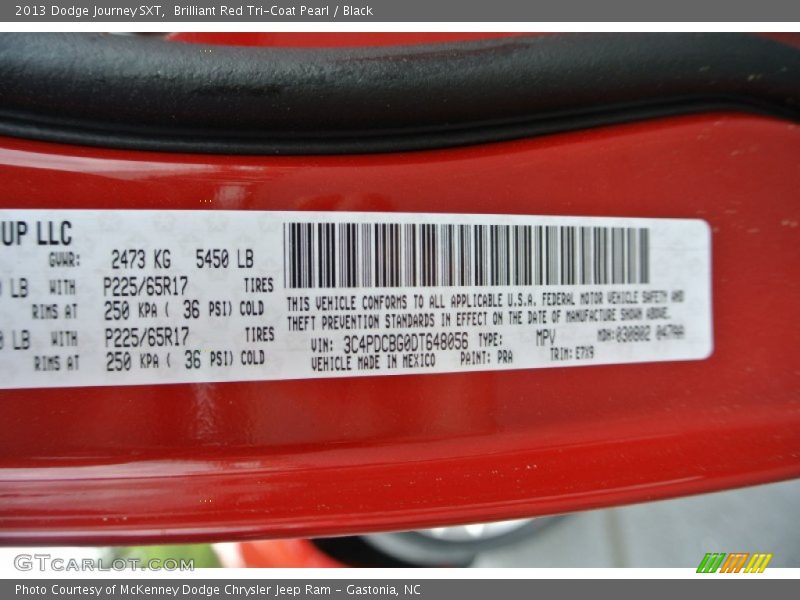 2013 Dodge Journey SXT, Brilliant Red Tri-Coat Pearl / Black
UP LLC
GVWR: 2473 KG 5450 LB
LB WITH P225/65R17 TIRES
RIMS AT 250 KPA ( 36 PSI) COLD
LB WITH P225/65R17 TIRES
RIMS AT 250 KPA ( 36 PSI) COLD
THIS VEHICLE CONFORMS TO ALL APPLICABLE U.S.A. FEDERAL MOTOR VEHICLE SAFETY AND
THEFT PREVENTION STANDARDS IN EFFECT ON THE DATE OF MANUFACTURE SHOWN ABOVE.
VIN: 3C4PDCBG0DT648056 TYPE: MPV MDH: 030802 047AA
VEHICLE MADE IN MEXICO PAINT: PRA TRIM: E7X9
GTCARLOT.COM
Photo Courtesy of McKenney Dodge Chrysler Jeep Ram - Gastonia, NC